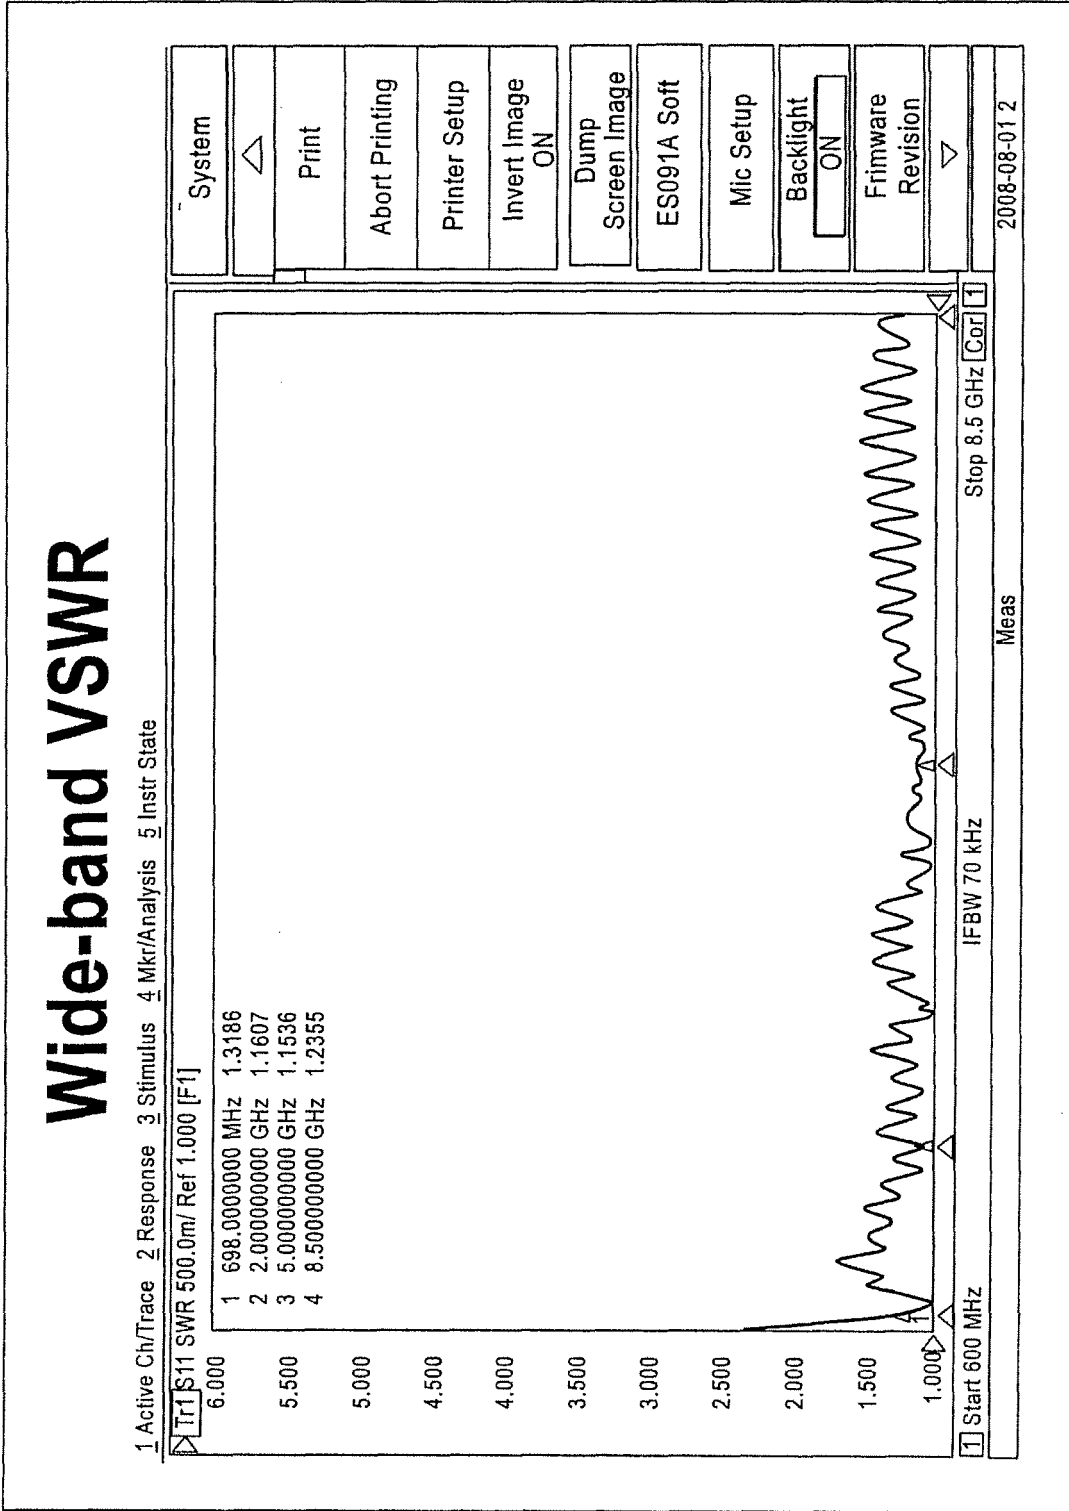 Wide-band VSWR
1 Active Ch/Trace 2 Response 3 Stimulus 4 Mkr/Analysis 5 Instr State
Tr1 S11 SWR 500.0m/ Ref 1.000 [F1]
6.000
5.500
5.000
4.500
4.000
3.500
3.000
2.500
2.000
1.500
1.000
1 698.0000000 MHz 1.3186
2 2.000000000 GHz 1.1607
3 5.000000000 GHz 1.1536
4 8.500000000 GHz 1.2355
1
1 Start 600 MHz IFBW 70 kHz Stop 8.5 GHz Cor 1
Meas 2008-08-01 2
System
Print
Abort Printing
Printer Setup
Invert Image
ON
Dump
Screen Image
ES091A Soft
Mic Setup
Backlight
ON
Frimware
Revision